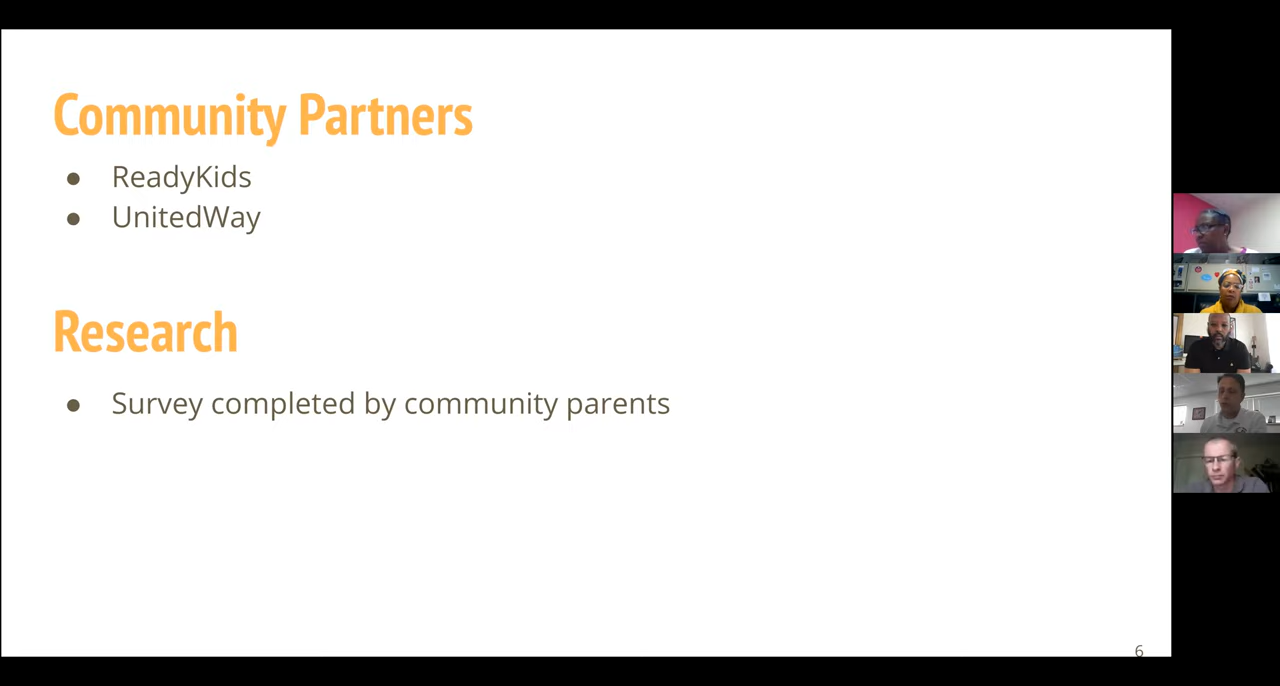 Community Partners
● ReadyKids
● UnitedWay
Research
● Survey completed by community parents
6